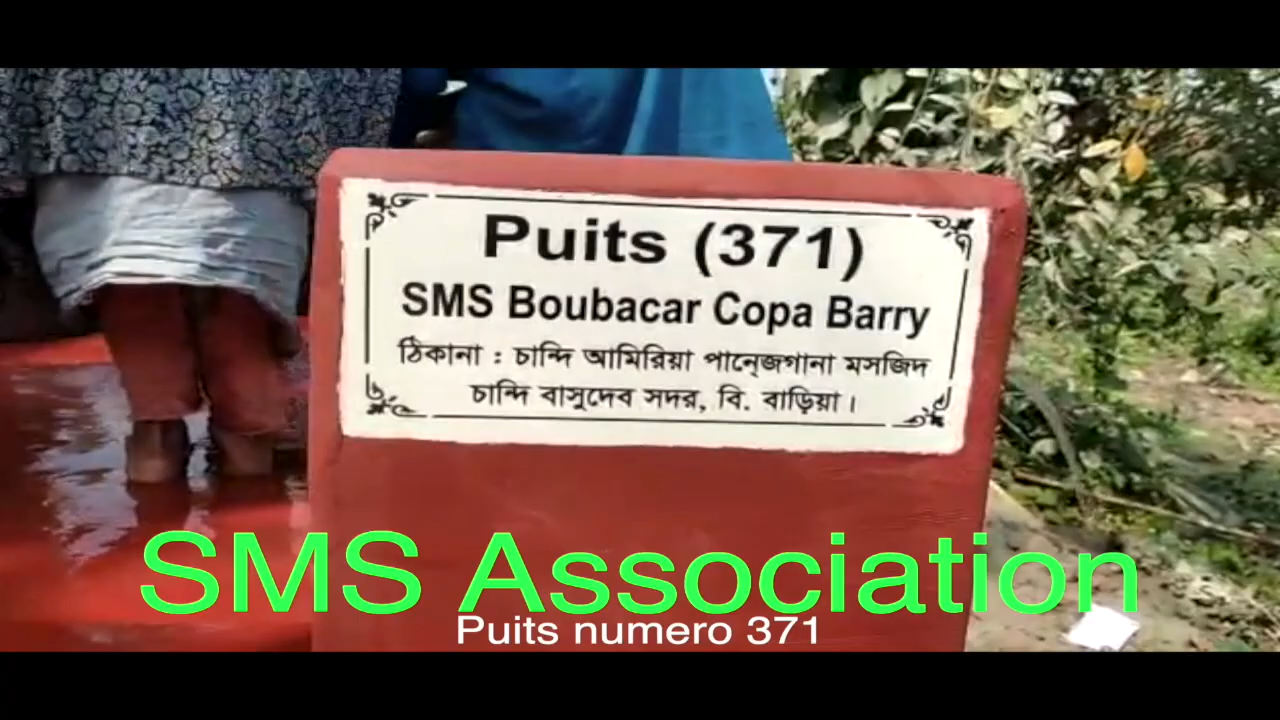 Puits (371)
SMS Boubacar Copa Barry
ঠিকানা : চান্দি আমিরিয়া পানেৃজগানা মসজিদ
চান্দি বাসুদেব সদর, বি. বাড়িয়া।
SMS Association
Puits numero 371